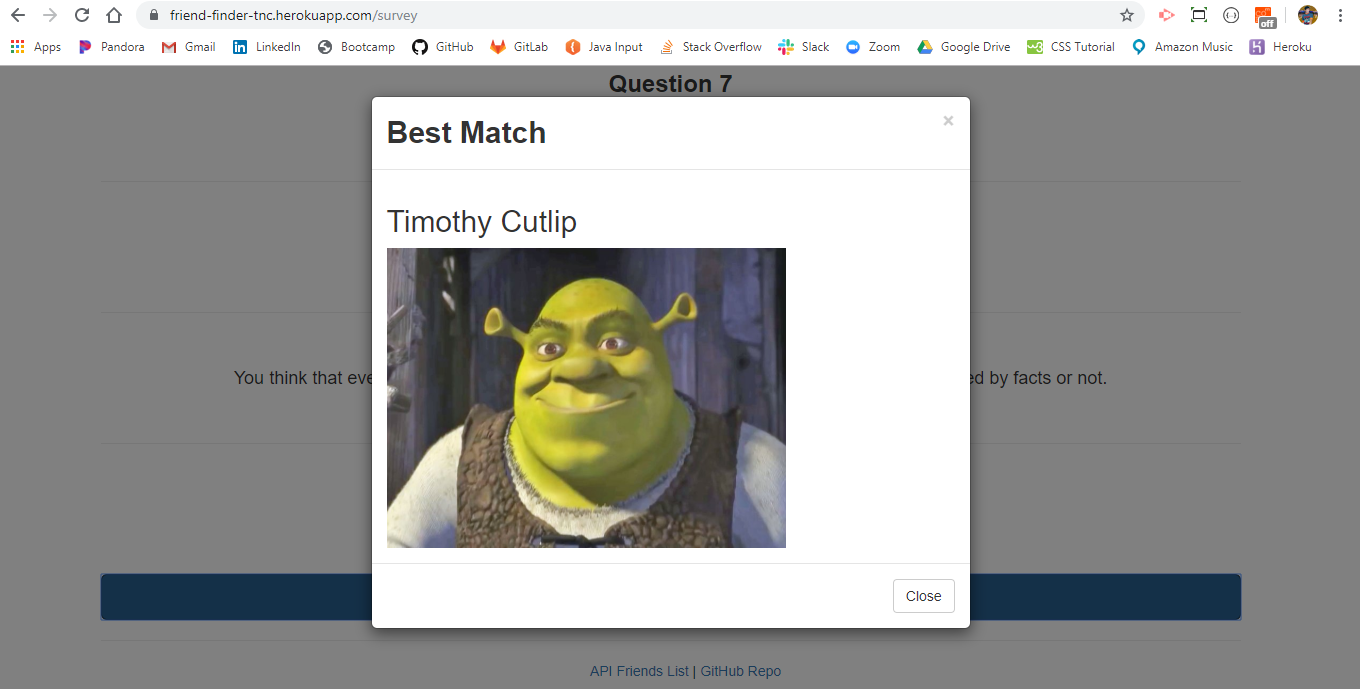 friend-finder-tnc.herokuapp.com/survey
off
Apps Pandora Gmail LinkedIn Bootcamp GitHub GitLab Java Input Stack Overflow Slack Zoom Google Drive CSS Tutorial Amazon Music Heroku
Question 7
Best Match ×
Timothy Cutlip
You think that eve
ed by facts or not.
Close
API Friends List | GitHub Repo